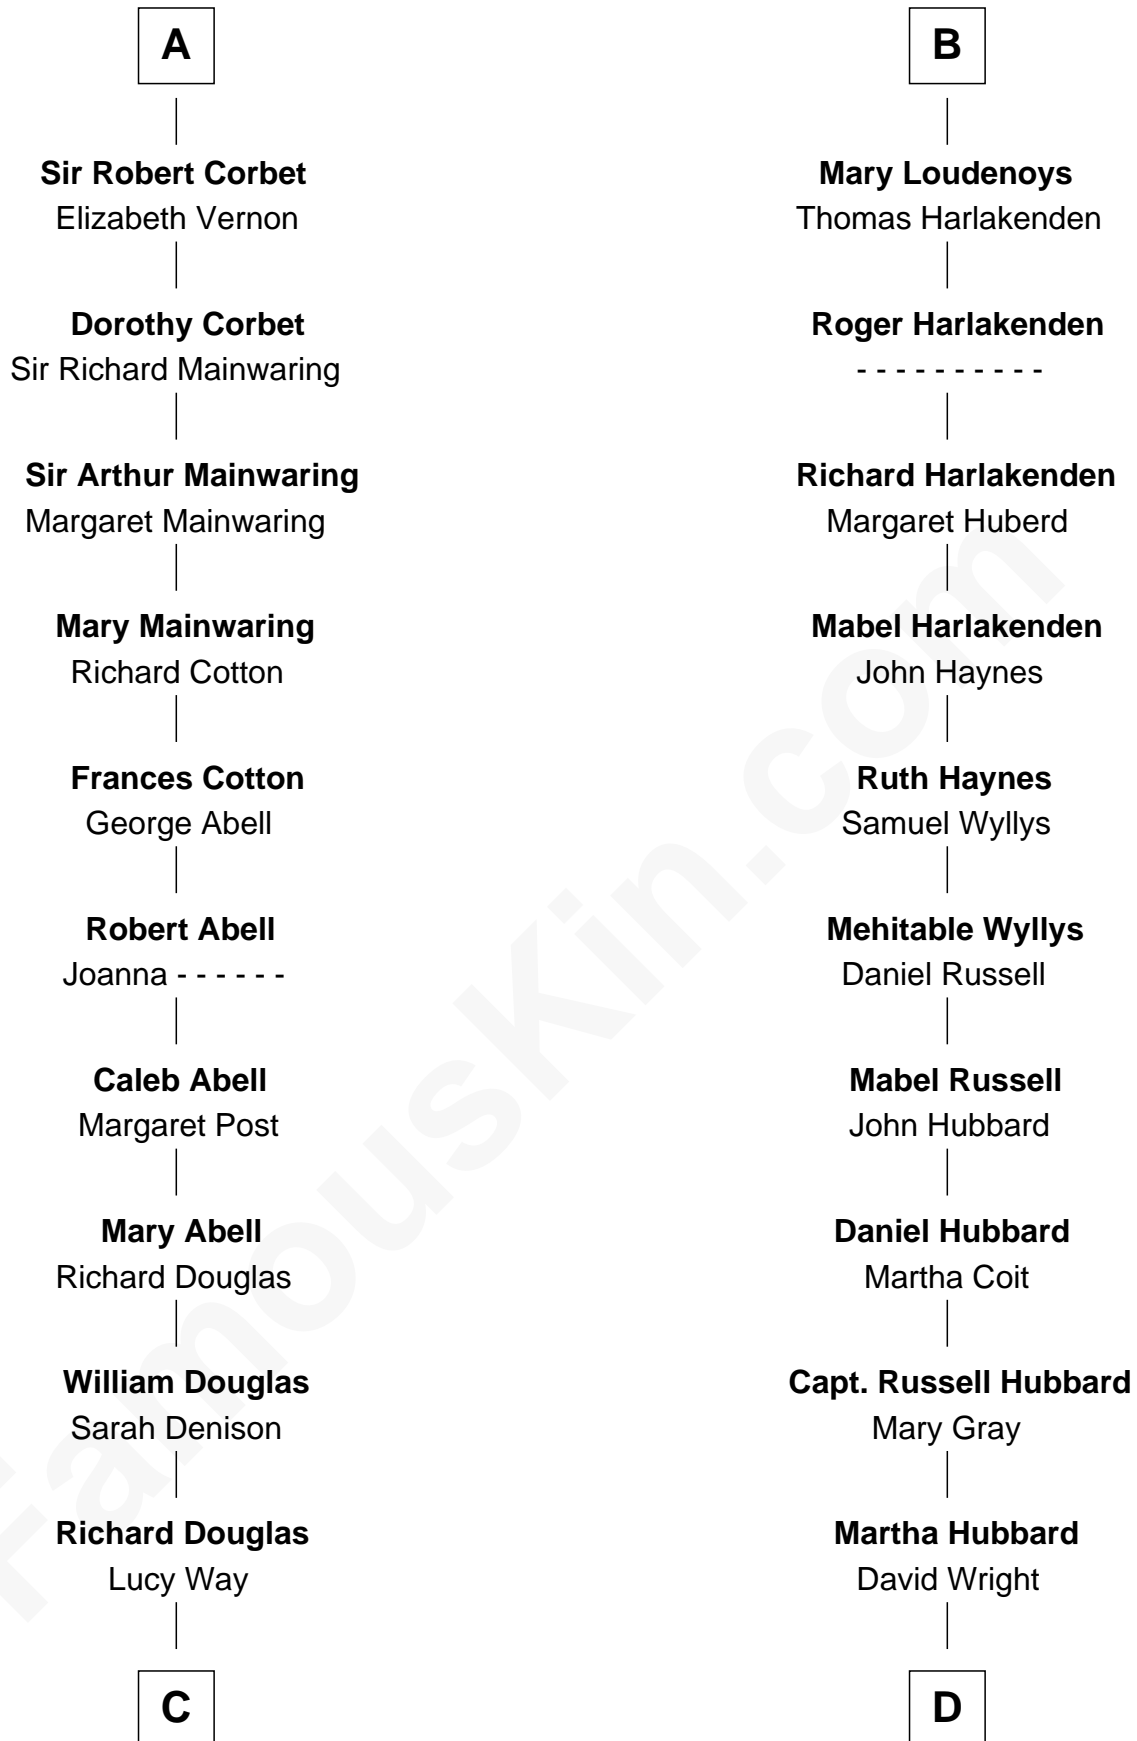 A
Sir Robert Corbet
Elizabeth Vernon
Dorothy Corbet
Sir Richard Mainwaring
Sir Arthur Mainwaring
Margaret Mainwaring
Mary Mainwaring
Richard Cotton
Frances Cotton
George Abell
Robert Abell
Joanna - - - - - -
Caleb Abell
Margaret Post
Mary Abell
Richard Douglas
William Douglas
Sarah Denison
Richard Douglas
Lucy Way
C
B
Mary Loudenoys
Thomas Harlakenden
Roger Harlakenden
- - - - - - - - - -
Richard Harlakenden
Margaret Huberd
Mabel Harlakenden
John Haynes
Ruth Haynes
Samuel Wyllys
Mehitable Wyllys
Daniel Russell
Mabel Russell
John Hubbard
Daniel Hubbard
Martha Coit
Capt. Russell Hubbard
Mary Gray
Martha Hubbard
David Wright
D
FamousKin.com